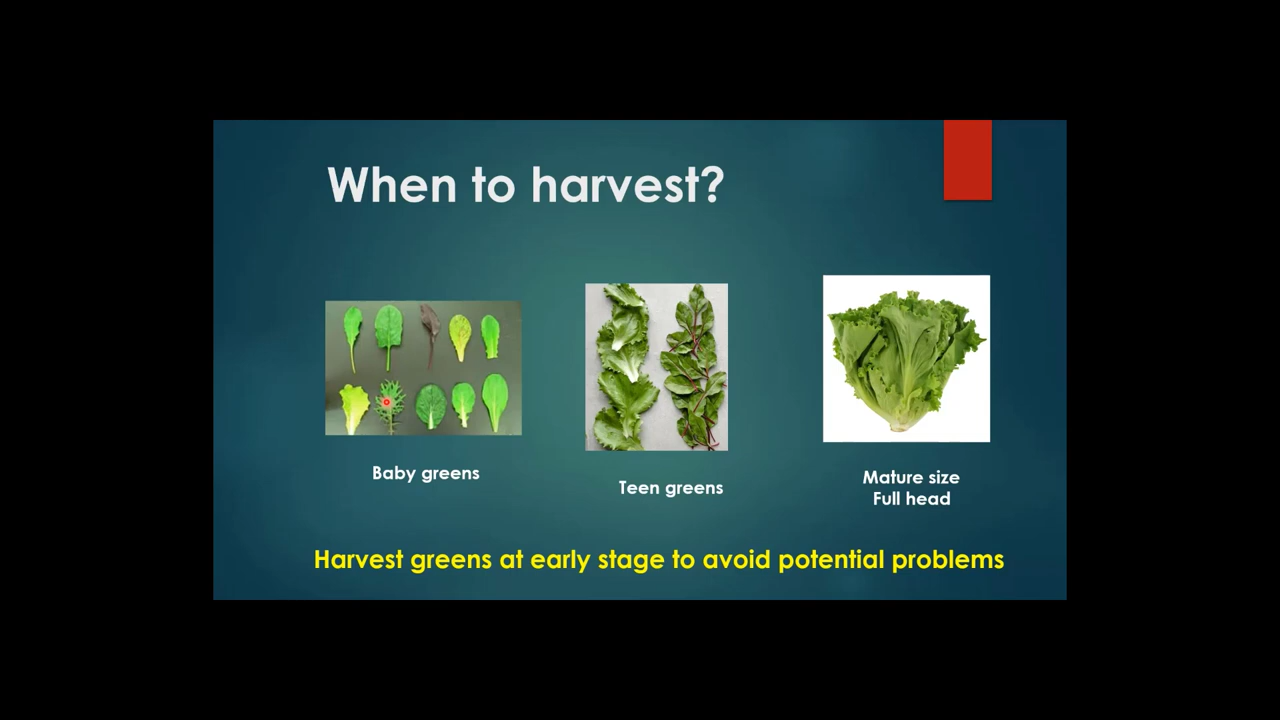 When to harvest?
Baby greens
Teen greens
Mature size
Full head
Harvest greens at early stage to avoid potential problems